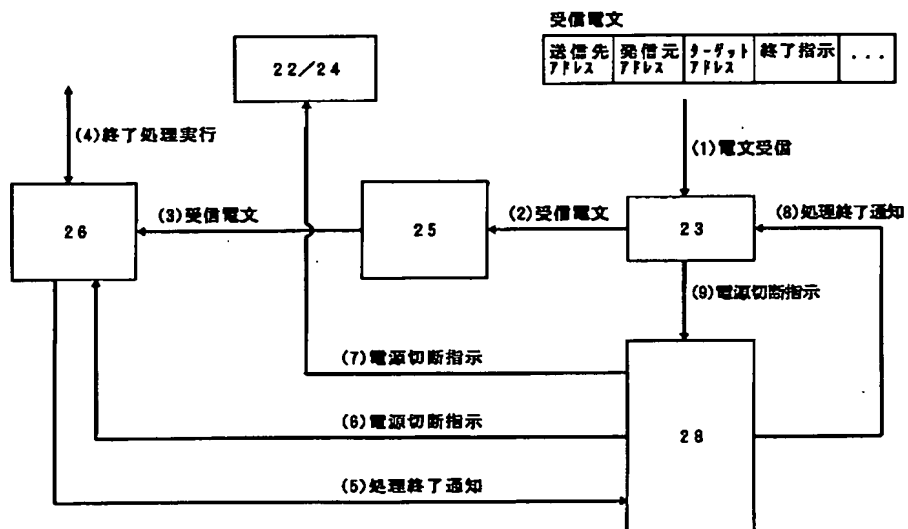 受信電文
送信先 発信元 ターゲット 終了指示 ...
アドレス アドレス アドレス
22/24
(4)終了処理実行
(1)電文受信
26
(3)受信電文
25
(2)受信電文
23
(8)処理終了通知
(9)電源切断指示
(7)電源切断指示
(6)電源切断指示
28
(5)処理終了通知